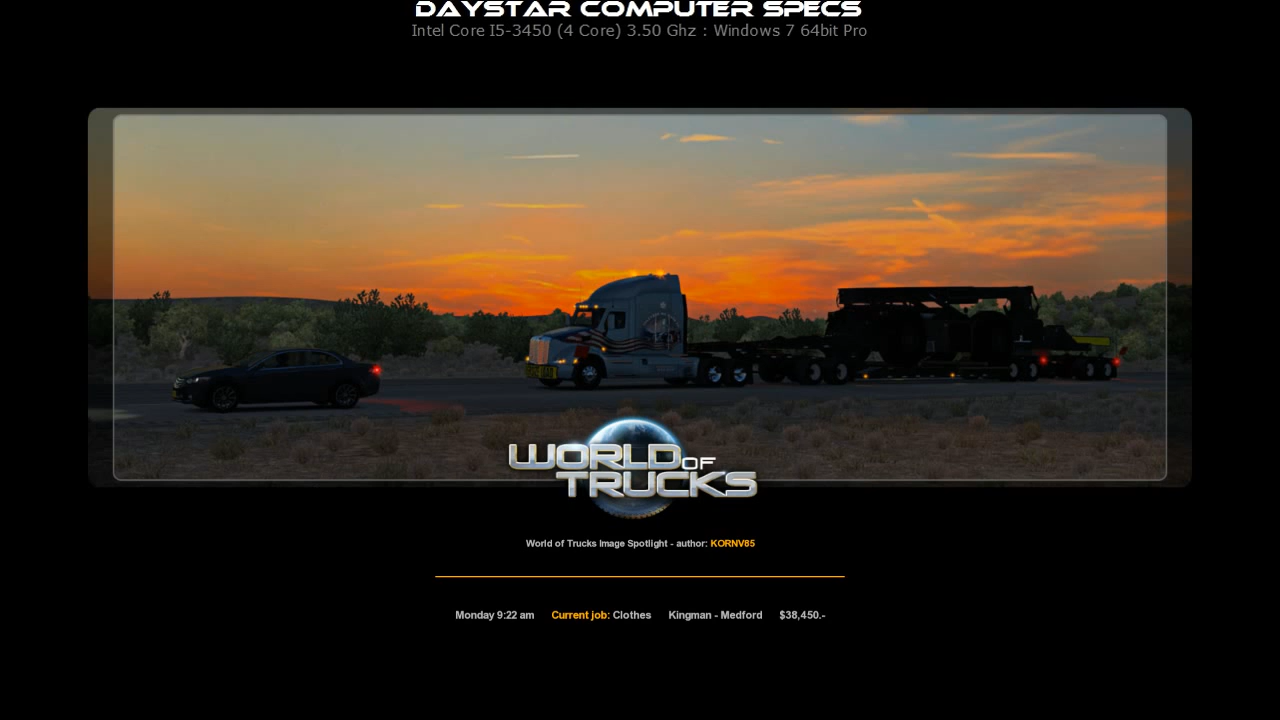 DAYSTAR COMPUTER SPECS
Intel Core I5-3450 (4 Core) 3.50 Ghz : Windows 7 64bit Pro
WORLD OF
TRUCKS
World of Trucks Image Spotlight - author: KORNV85
Monday 9:22 am Current job: Clothes Kingman - Medford $38,450.-